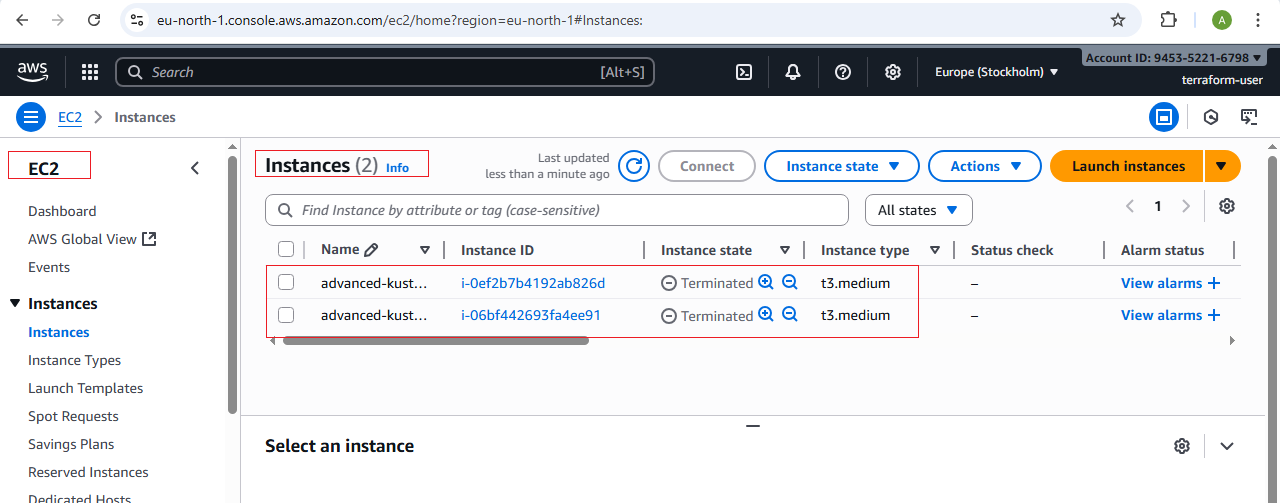 eu-north-1.console.aws.amazon.com/ec2/home?region=eu-north-1#Instances:
A
aws
Search
[Alt+S]
Europe (Stockholm)
Account ID: 9453-5221-6798
terraform-user
EC2 > Instances
EC2
Dashboard
AWS Global View
Events
Instances
Instances
Instance Types
Launch Templates
Spot Requests
Savings Plans
Reserved Instances
Dedicated Hosts
Instances (2) Info
Last updated
less than a minute ago
Connect
Instance state
Actions
Launch instances
Find Instance by attribute or tag (case-sensitive)
All states
1
Name Instance ID Instance state Instance type Status check Alarm status
advanced-kust... i-0ef2b7b4192ab826d Terminated t3.medium – View alarms +
advanced-kust... i-06bf442693fa4ee91 Terminated t3.medium – View alarms +
Select an instance